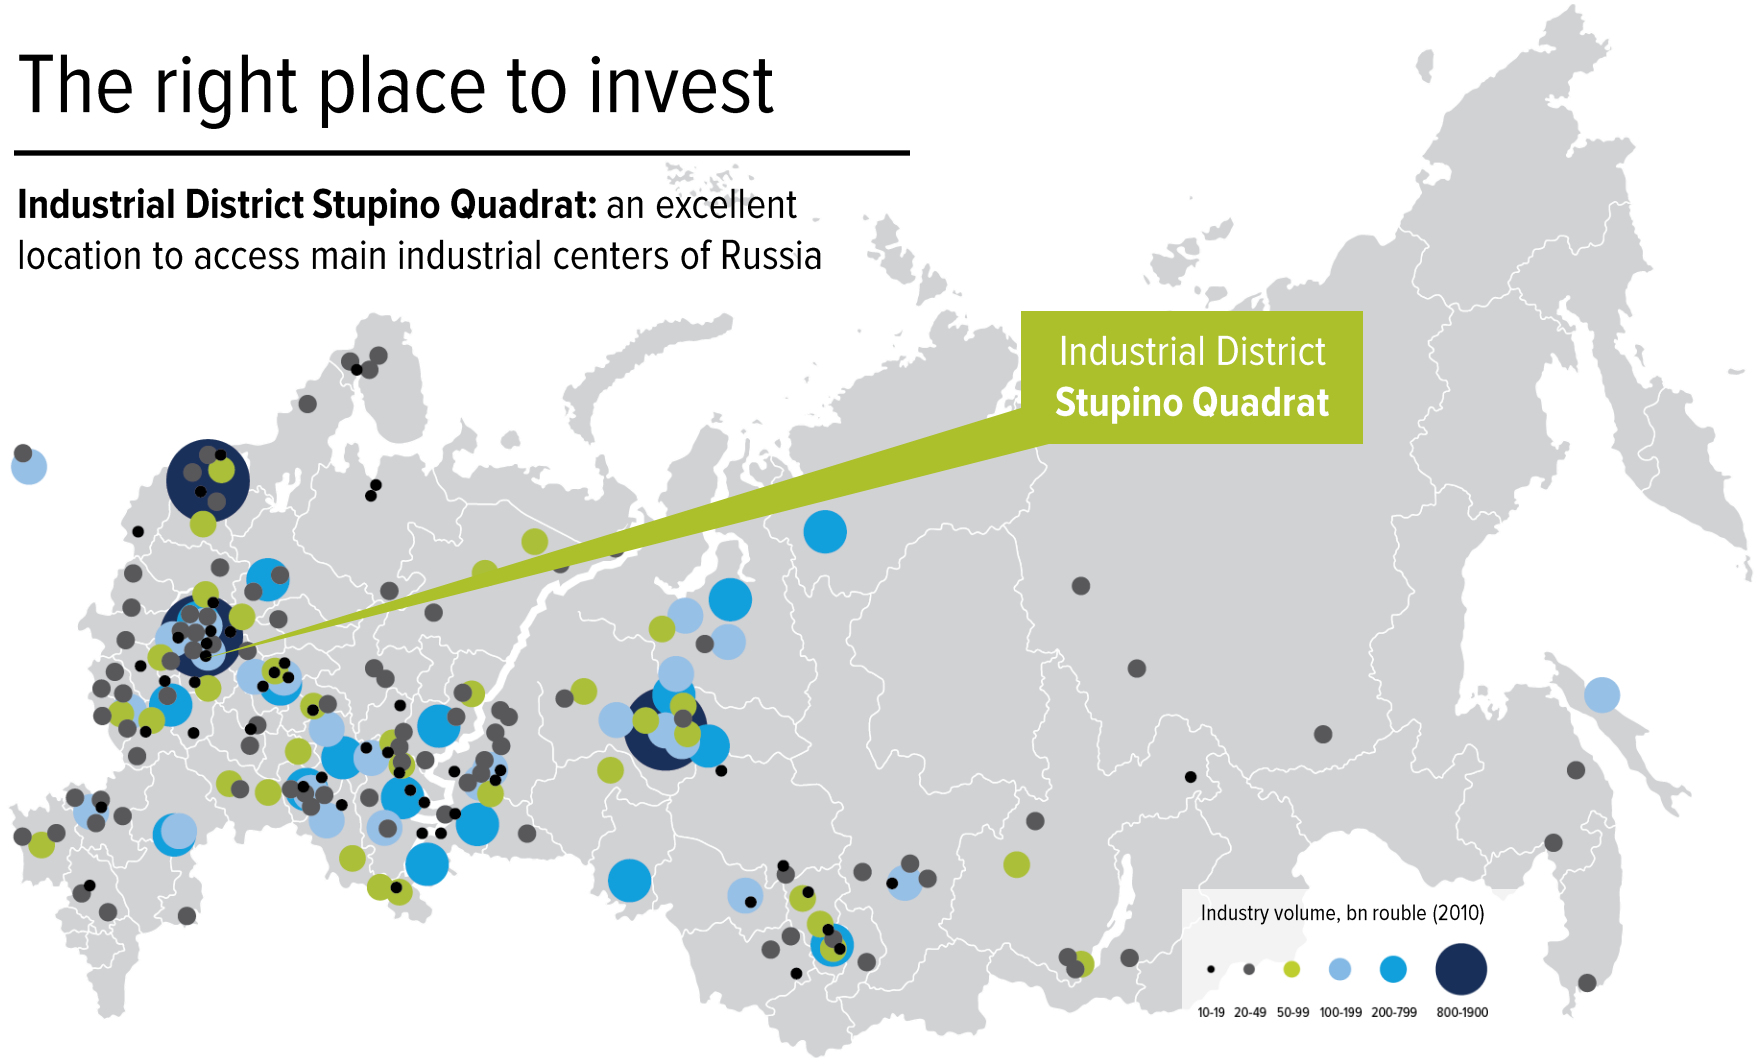 The right place to invest
Industrial District Stupino Quadrat: an excellent
location to access main industrial centers of Russia
Industrial District
Stupino Quadrat
Industry volume, bn rouble (2010)
10-19 20-49 50-99 100-199 200-799 800-1900